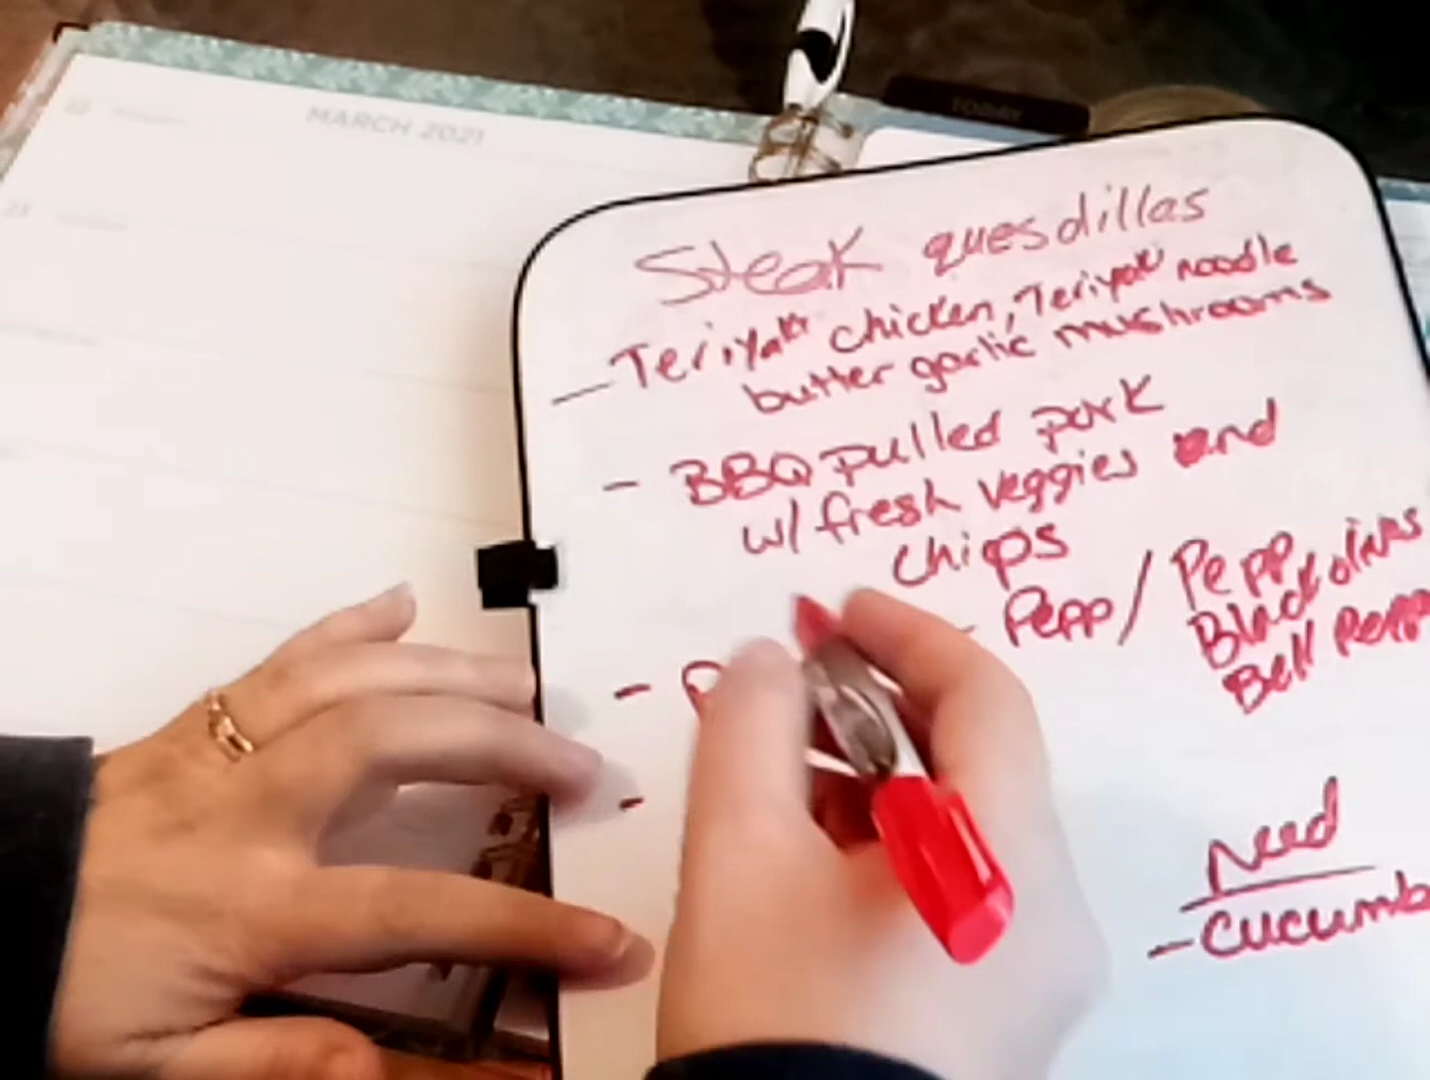 MARCH 2021
TODAY
Steak quesdillas
- Teriyaki chicken, Teriyaki noodle
butter garlic mushrooms
- BBQ pulled pork
w/ fresh veggies and
chips
- Pepp/ Pepp
Black olives
Bell Pepp
-
-
Need
- cucumb